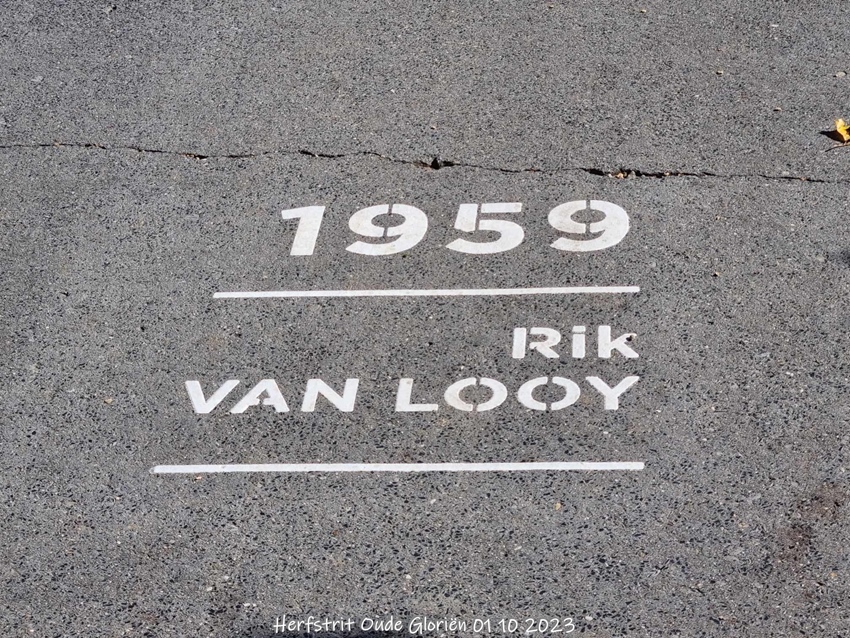 1959
Rik
VAN LOOY
Herfstrit Oude Gloriën 01 10 2023